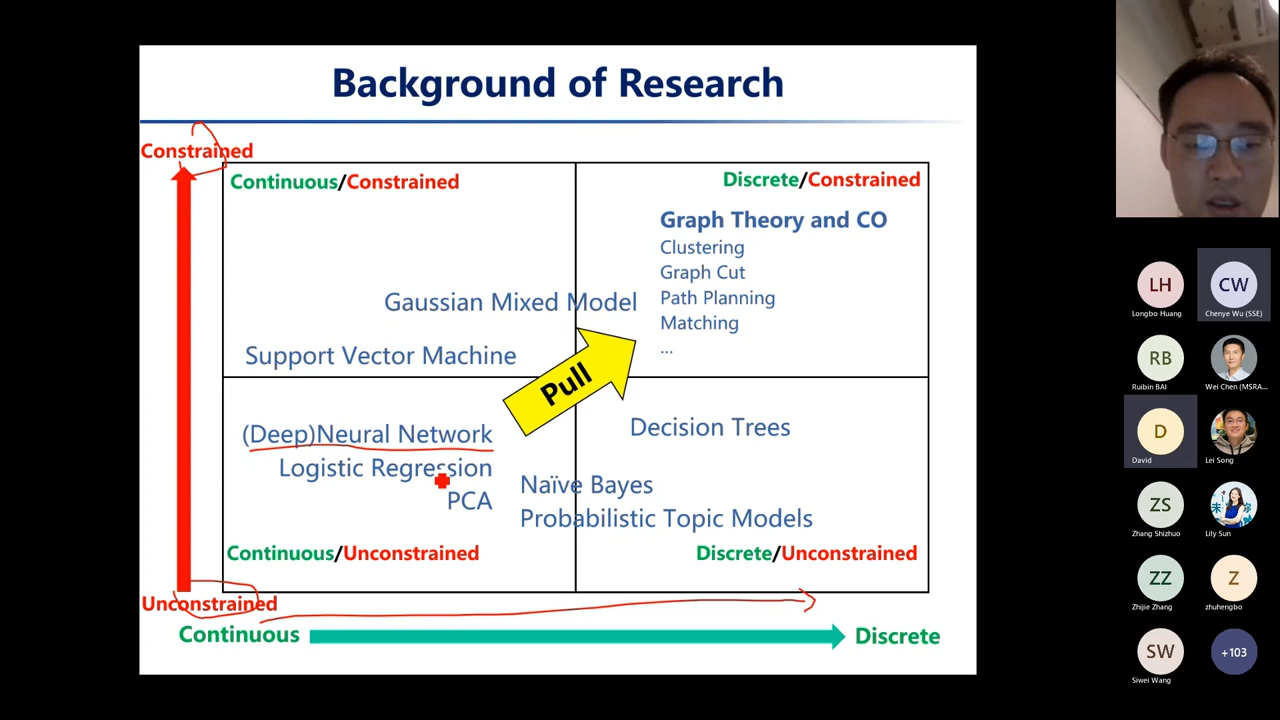 Background of Research
Constrained
Continuous/Constrained
Discrete/Constrained
Graph Theory and CO
Clustering
Graph Cut
Path Planning
Matching
...
Gaussian Mixed Model
Support Vector Machine
Pull
(Deep)Neural Network
Logistic Regression
PCA
Decision Trees
Naïve Bayes
Probabilistic Topic Models
Continuous/Unconstrained
Discrete/Unconstrained
Unconstrained
Continuous
Discrete
LH
Longbo Huang
CW
Chenye Wu (SSE)
RB
Ruibin BAI
Wei Chen (MSRA...
D
David
Lei Song
ZS
Zhang Shizhuo
Lily Sun
ZZ
Zhijie Zhang
Z
zhuhengbo
SW
Siwei Wang
+103